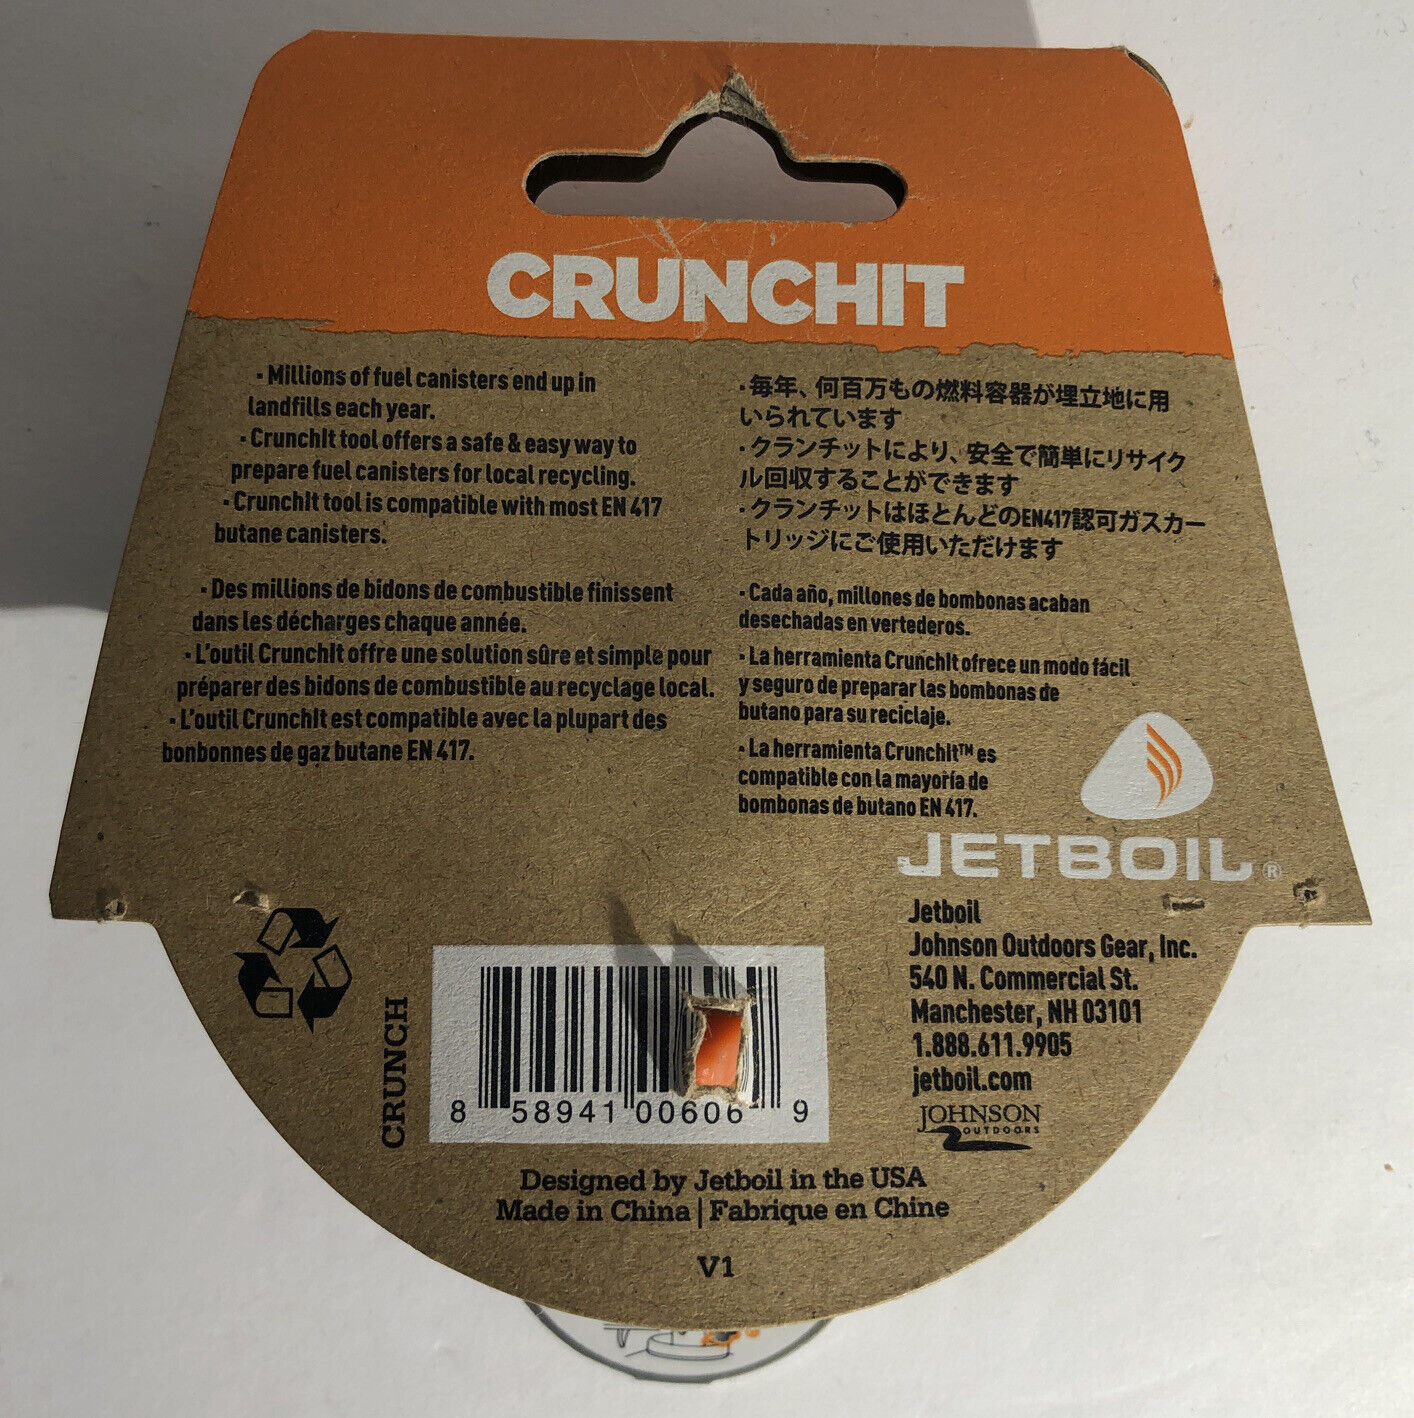 CRUNCHIT
· Millions of fuel canisters end up in
landfills each year.
· CrunchIt tool offers a safe & easy way to
prepare fuel canisters for local recycling.
· CrunchIt tool is compatible with most EN 417
butane canisters.
· Des millions de bidons de combustible finissent
dans les décharges chaque année.
· L'outil CrunchIt offre une solution sûre et simple pour
préparer des bidons de combustible au recyclage local.
· L'outil CrunchIt est compatible avec la plupart des
bonbonnes de gaz butane EN 417.
· 毎年、何百万もの燃料容器が埋立地に用
いられています
· クランチットにより、安全で簡単にリサイク
ル回収することができます
· クランチットはほとんどのEN417認可ガスカー
トリッジにご使用いただけます
· Cada año, millones de bombonas acaban
desechadas en vertederos.
· La herramienta CrunchIt ofrece un modo fácil
y seguro de preparar las bombonas de
butano para su reciclaje.
· La herramienta CrunchIt™ es
compatible con la mayoría de
bombonas de butano EN 417.
JETBOIL®
Jetboil
Johnson Outdoors Gear, Inc.
540 N. Commercial St.
Manchester, NH 03101
1.888.611.9905
jetboil.com
JOHNSON
OUTDOORS
CRUNCH
8 58941 00606 9
Designed by Jetboil in the USA
Made in China | Fabrique en Chine
V1